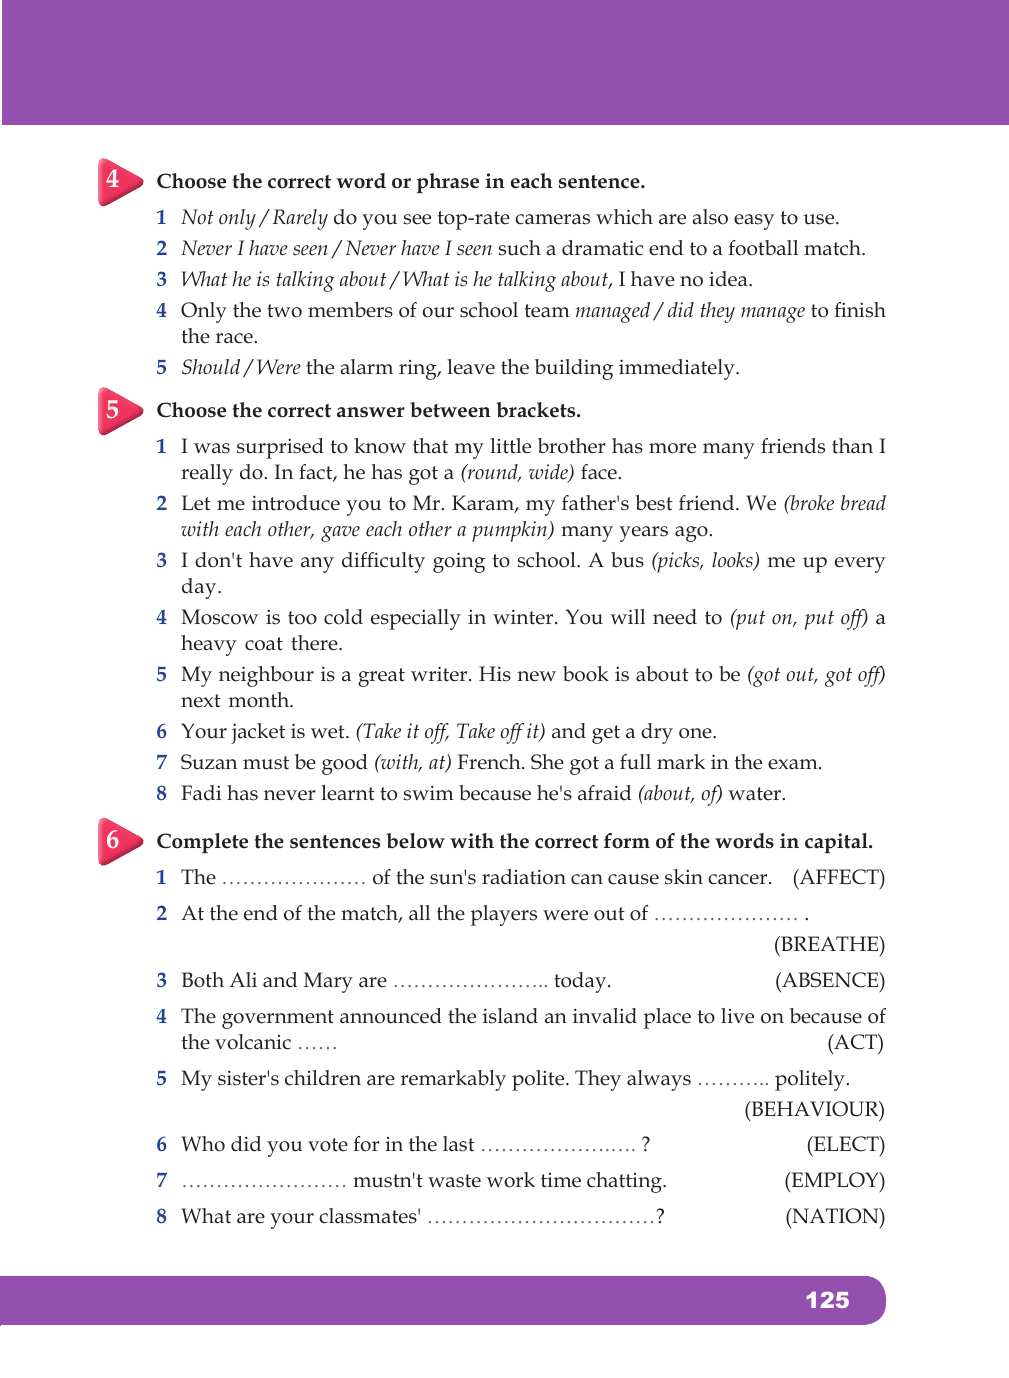 4 Choose the correct word or phrase in each sentence.
1 Not only / Rarely do you see top-rate cameras which are also easy to use.
2 Never I have seen / Never have I seen such a dramatic end to a football match.
3 What he is talking about / What is he talking about, I have no idea.
4 Only the two members of our school team managed / did they manage to finish
the race.
5 Should / Were the alarm ring, leave the building immediately.
5 Choose the correct answer between brackets.
1 I was surprised to know that my little brother has more many friends than I
really do. In fact, he has got a (round, wide) face.
2 Let me introduce you to Mr. Karam, my father's best friend. We (broke bread
with each other, gave each other a pumpkin) many years ago.
3 I don't have any difficulty going to school. A bus (picks, looks) me up every
day.
4 Moscow is too cold especially in winter. You will need to (put on, put off) a
heavy coat there.
5 My neighbour is a great writer. His new book is about to be (got out, got off)
next month.
6 Your jacket is wet. (Take it off, Take off it) and get a dry one.
7 Suzan must be good (with, at) French. She got a full mark in the exam.
8 Fadi has never learnt to swim because he's afraid (about, of) water.
6 Complete the sentences below with the correct form of the words in capital.
1 The ………………… of the sun's radiation can cause skin cancer. (AFFECT)
2 At the end of the match, all the players were out of ………………… .
(BREATHE)
3 Both Ali and Mary are ………………….. today. (ABSENCE)
4 The government announced the island an invalid place to live on because of
the volcanic …… (ACT)
5 My sister's children are remarkably polite. They always ……….. politely.
(BEHAVIOUR)
6 Who did you vote for in the last ……………….…. ? (ELECT)
7 …………………… mustn't waste work time chatting. (EMPLOY)
8 What are your classmates' ……………………………? (NATION)
125